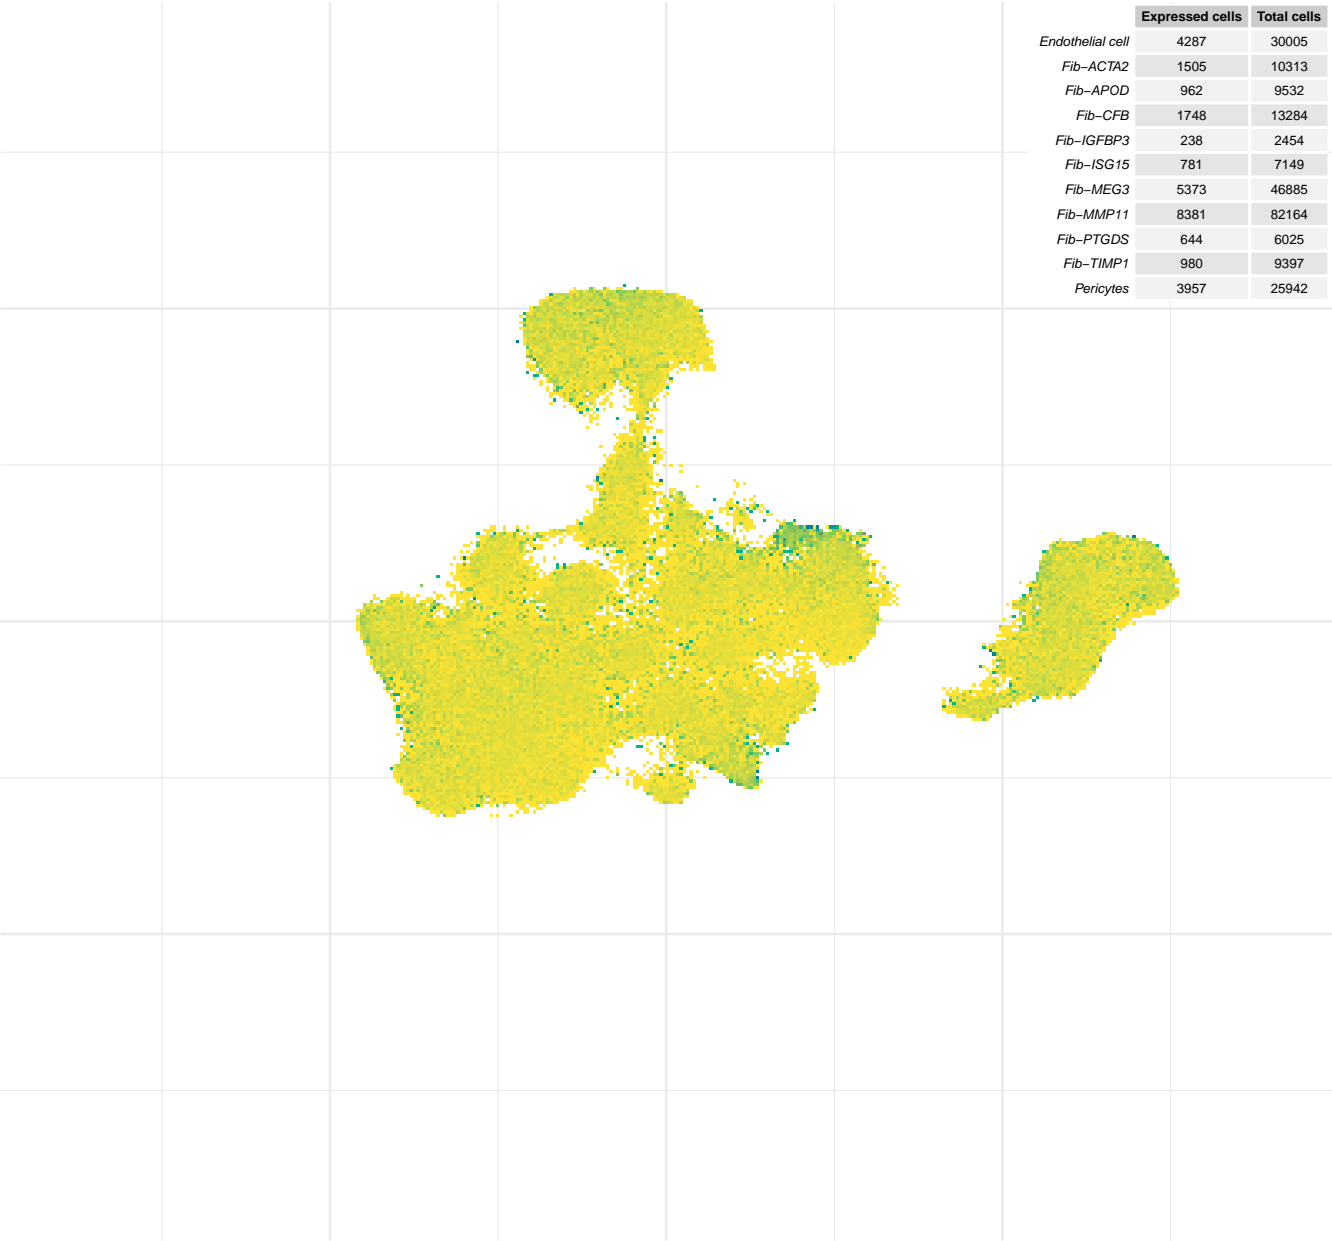 Expressed cells Total cells
Endothelial cell 4287 30005
Fib−ACTA2 1505 10313
Fib−APOD 962 9532
Fib−CFB 1748 13284
Fib−IGFBP3 238 2454
Fib−ISG15 781 7149
Fib−MEG3 5373 46885
Fib−MMP11 8381 82164
Fib−PTGDS 644 6025
Fib−TIMP1 980 9397
Pericytes 3957 25942